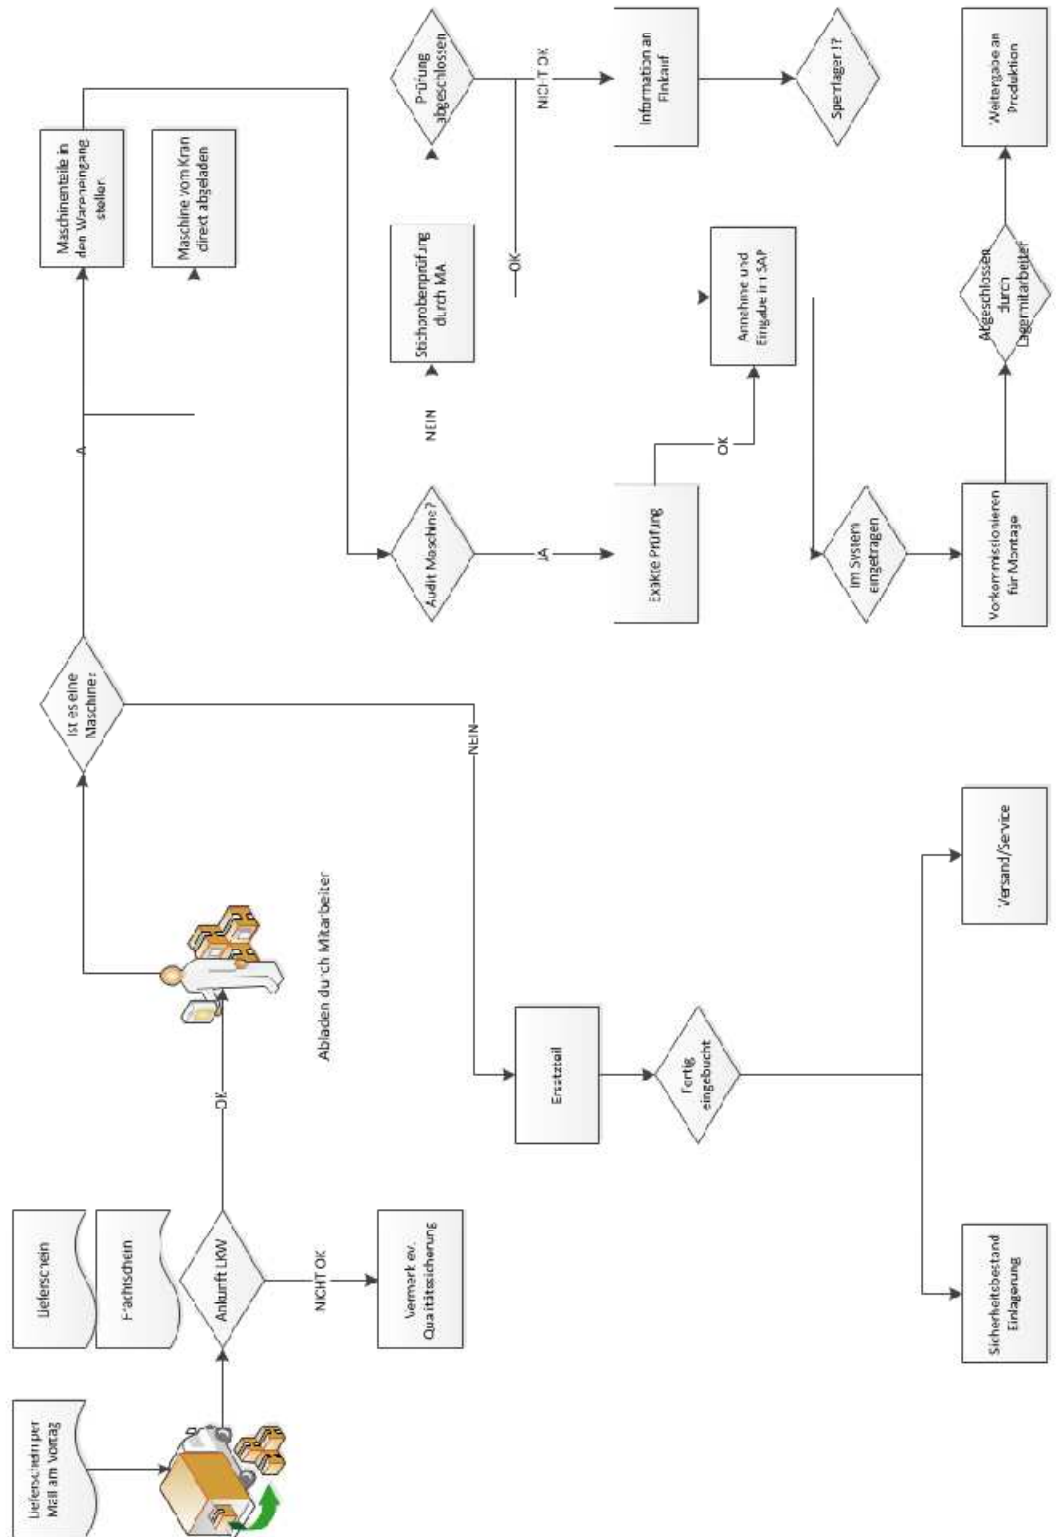 Lieferschein per
Mail am Vortag
Lieferschein
Frachtschein
Ankunft LKW
OK
NICHT OK
Vermerk ev.
Qualitätssicherung
Abladen durch Mitarbeiter
Ist es eine
Maschine?
NEIN
Maschinenteile in
den Wareneingang
stellen
Maschine vom Kran
direkt abgeladen
Audit Maschine?
NEIN
JA
Stichprobenprüfung
durch MA
Prüfung
abgeschlossen
OK
NICHT OK
Information an
Einkauf
Sperrlager!?
Exakte Prüfung
OK
Annahme und
Eingabe in SAP
Im System
eingetragen
Vorkommissionieren
für Montage
Abgeschlossen
durch
Lagermitarbeiter
Weitergabe an
Produktion
Ersatzteil
Fertig
eingebucht
Sicherheitsbestand
Einlagerung
Versand/Service